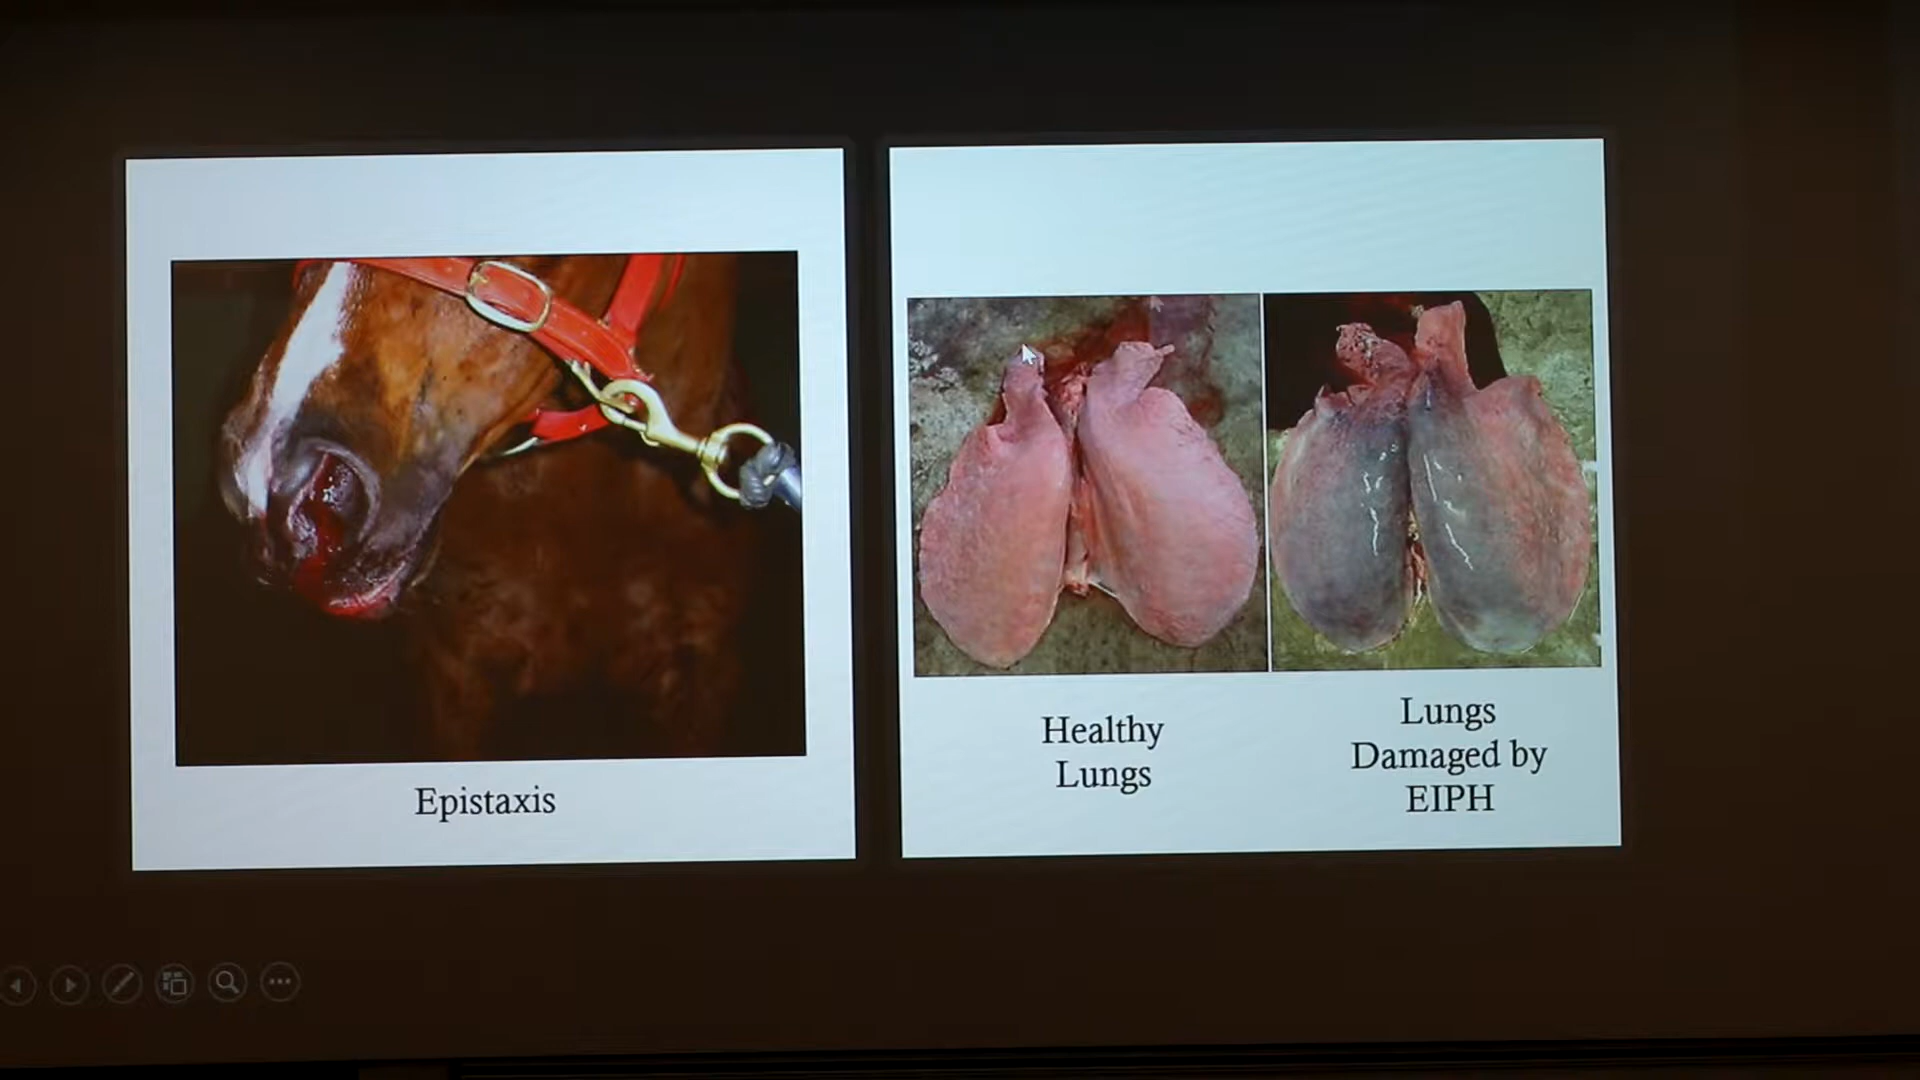 Epistaxis
Healthy
Lungs
Lungs
Damaged by
EIPH